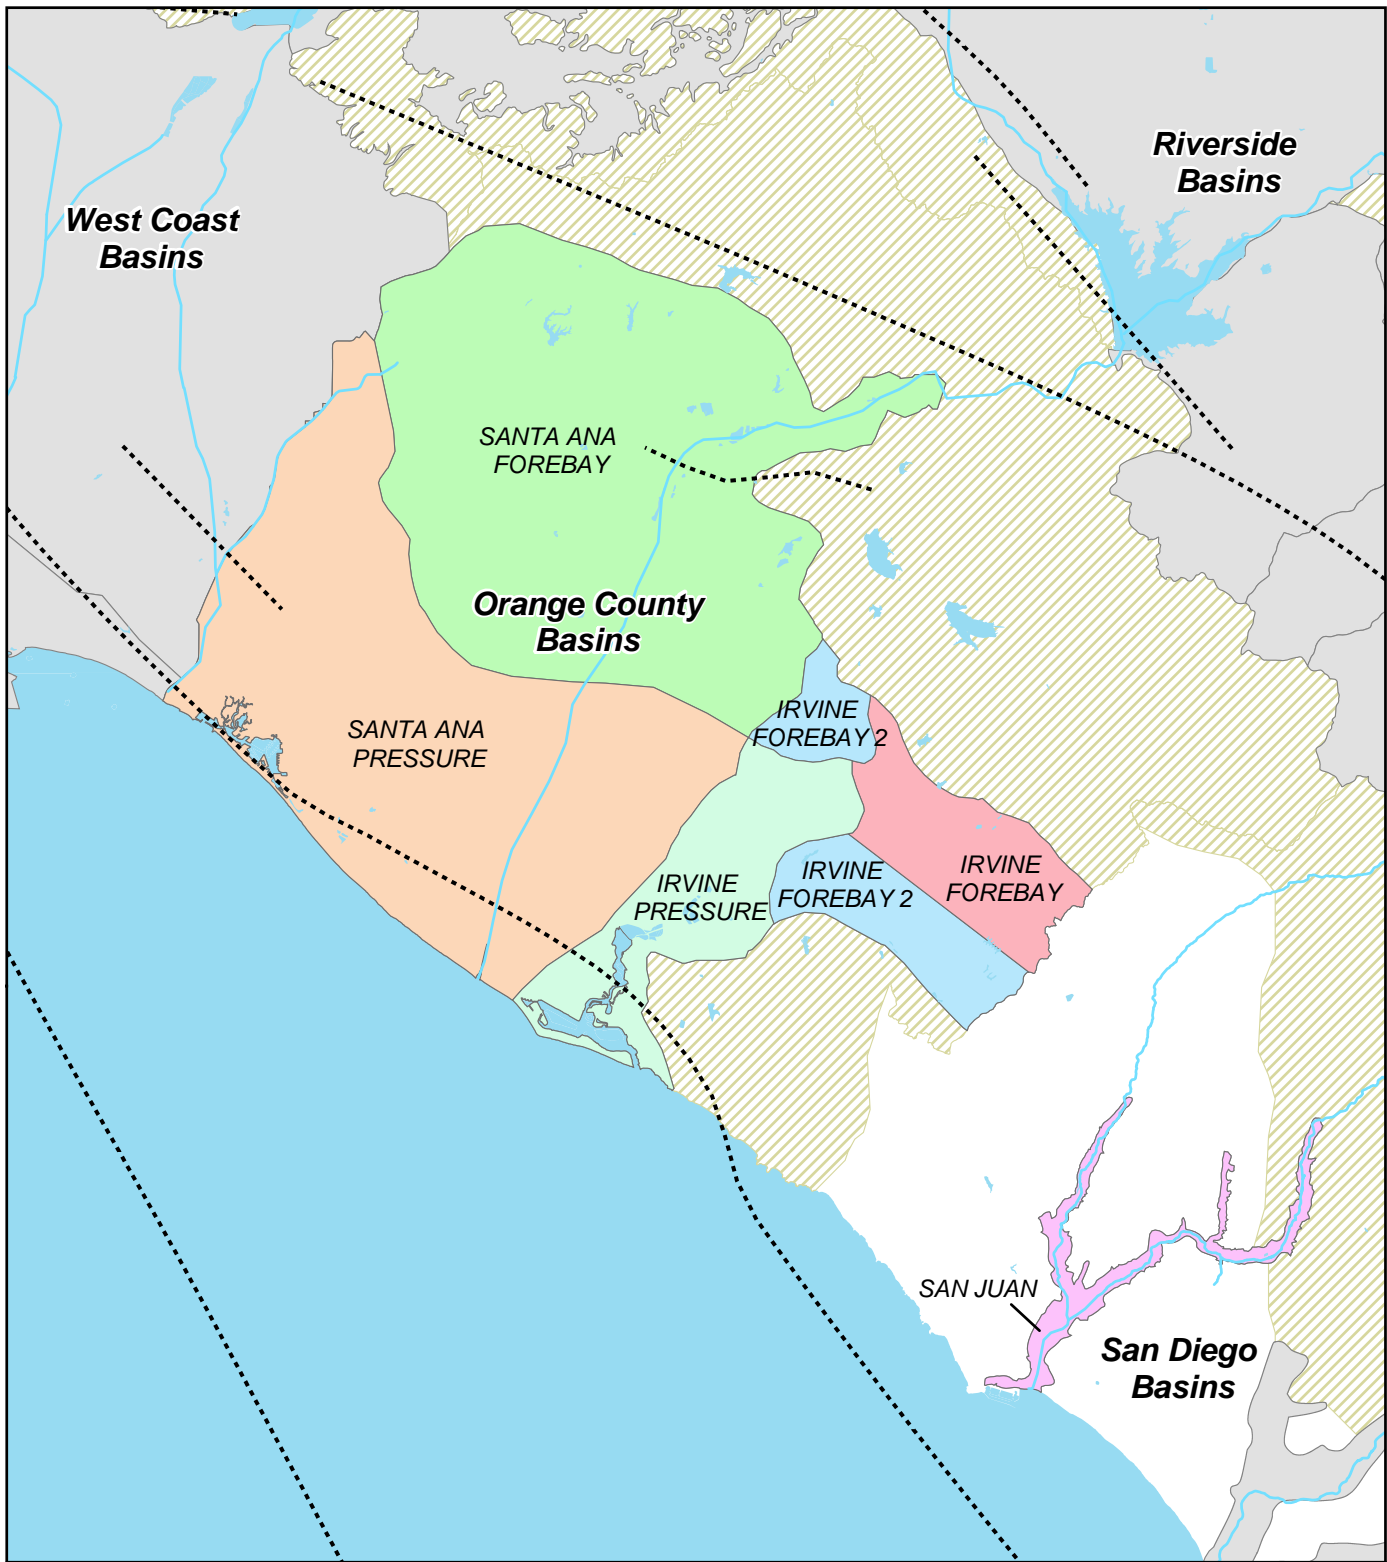 Riverside
Basins
West Coast
Basins
SANTA ANA
FOREBAY
Orange County
Basins
IRVINE
FOREBAY 2
SANTA ANA
PRESSURE
IRVINE
FOREBAY
IRVINE
FOREBAY 2
IRVINE
PRESSURE
SAN JUAN
San Diego
Basins